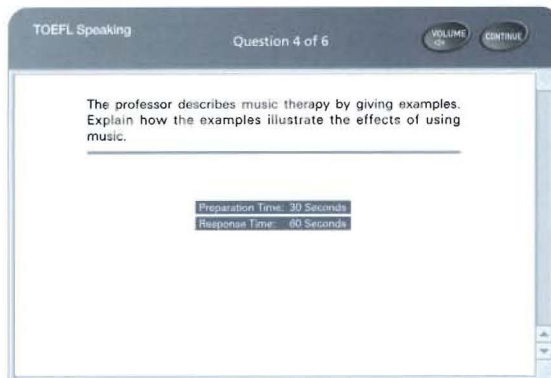 TOEFL Speaking
Question 4 of 6
VOLUME
CONTINUE
The professor describes music therapy by giving examples.
Explain how the examples illustrate the effects of using
music.
Preparation Time: 30 Seconds
Response Time: 60 Seconds